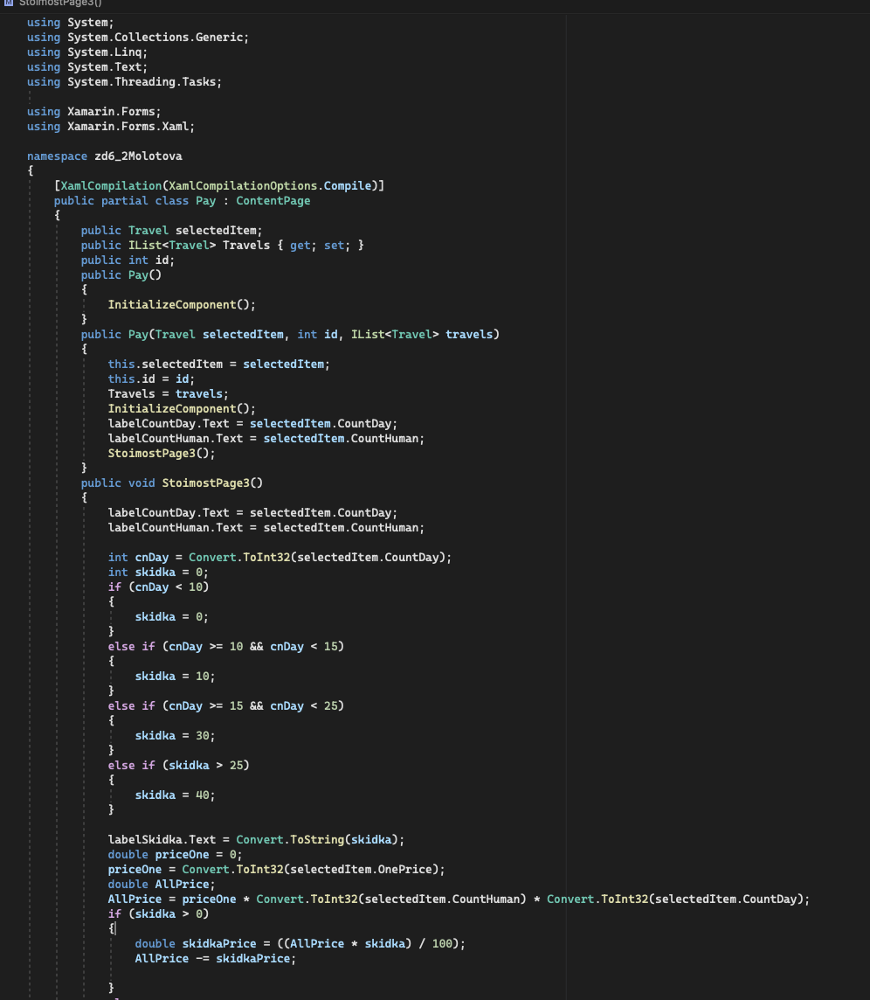 StoimostPage3()
using System;
using System.Collections.Generic;
using System.Linq;
using System.Text;
using System.Threading.Tasks;
using Xamarin.Forms;
using Xamarin.Forms.Xaml;
namespace zd6_2Molotova
{
[XamlCompilation(XamlCompilationOptions.Compile)]
public partial class Pay : ContentPage
{
public Travel selectedItem;
public IList<Travel> Travels { get; set; }
public int id;
public Pay()
{
InitializeComponent();
}
public Pay(Travel selectedItem, int id, IList<Travel> travels)
{
this.selectedItem = selectedItem;
this.id = id;
Travels = travels;
InitializeComponent();
labelCountDay.Text = selectedItem.CountDay;
labelCountHuman.Text = selectedItem.CountHuman;
StoimostPage3();
}
public void StoimostPage3()
{
labelCountDay.Text = selectedItem.CountDay;
labelCountHuman.Text = selectedItem.CountHuman;
int cnDay = Convert.ToInt32(selectedItem.CountDay);
int skidka = 0;
if (cnDay < 10)
{
skidka = 0;
}
else if (cnDay >= 10 && cnDay < 15)
{
skidka = 10;
}
else if (cnDay >= 15 && cnDay < 25)
{
skidka = 30;
}
else if (skidka > 25)
{
skidka = 40;
}
labelSkidka.Text = Convert.ToString(skidka);
double priceOne = 0;
priceOne = Convert.ToInt32(selectedItem.OnePrice);
double AllPrice;
AllPrice = priceOne * Convert.ToInt32(selectedItem.CountHuman) * Convert.ToInt32(selectedItem.CountDay);
if (skidka > 0)
{
double skidkaPrice = ((AllPrice * skidka) / 100);
AllPrice -= skidkaPrice;
}